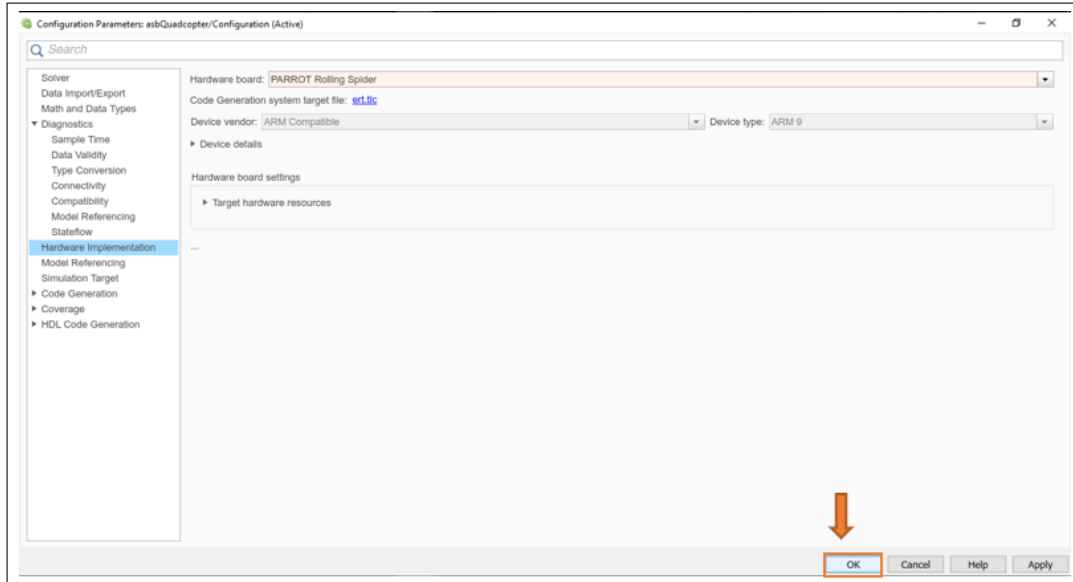 Configuration Parameters: asbQuadcopter/Configuration (Active)
Search
Solver
Data Import/Export
Math and Data Types
Diagnostics
Sample Time
Data Validity
Type Conversion
Connectivity
Compatibility
Model Referencing
Stateflow
Hardware Implementation
Model Referencing
Simulation Target
Code Generation
Coverage
HDL Code Generation
Hardware board: PARROT Rolling Spider
Code Generation system target file: ert.tlc
Device vendor: ARM Compatible Device type: ARM 9
Device details
Hardware board settings
Target hardware resources
...
OK Cancel Help Apply